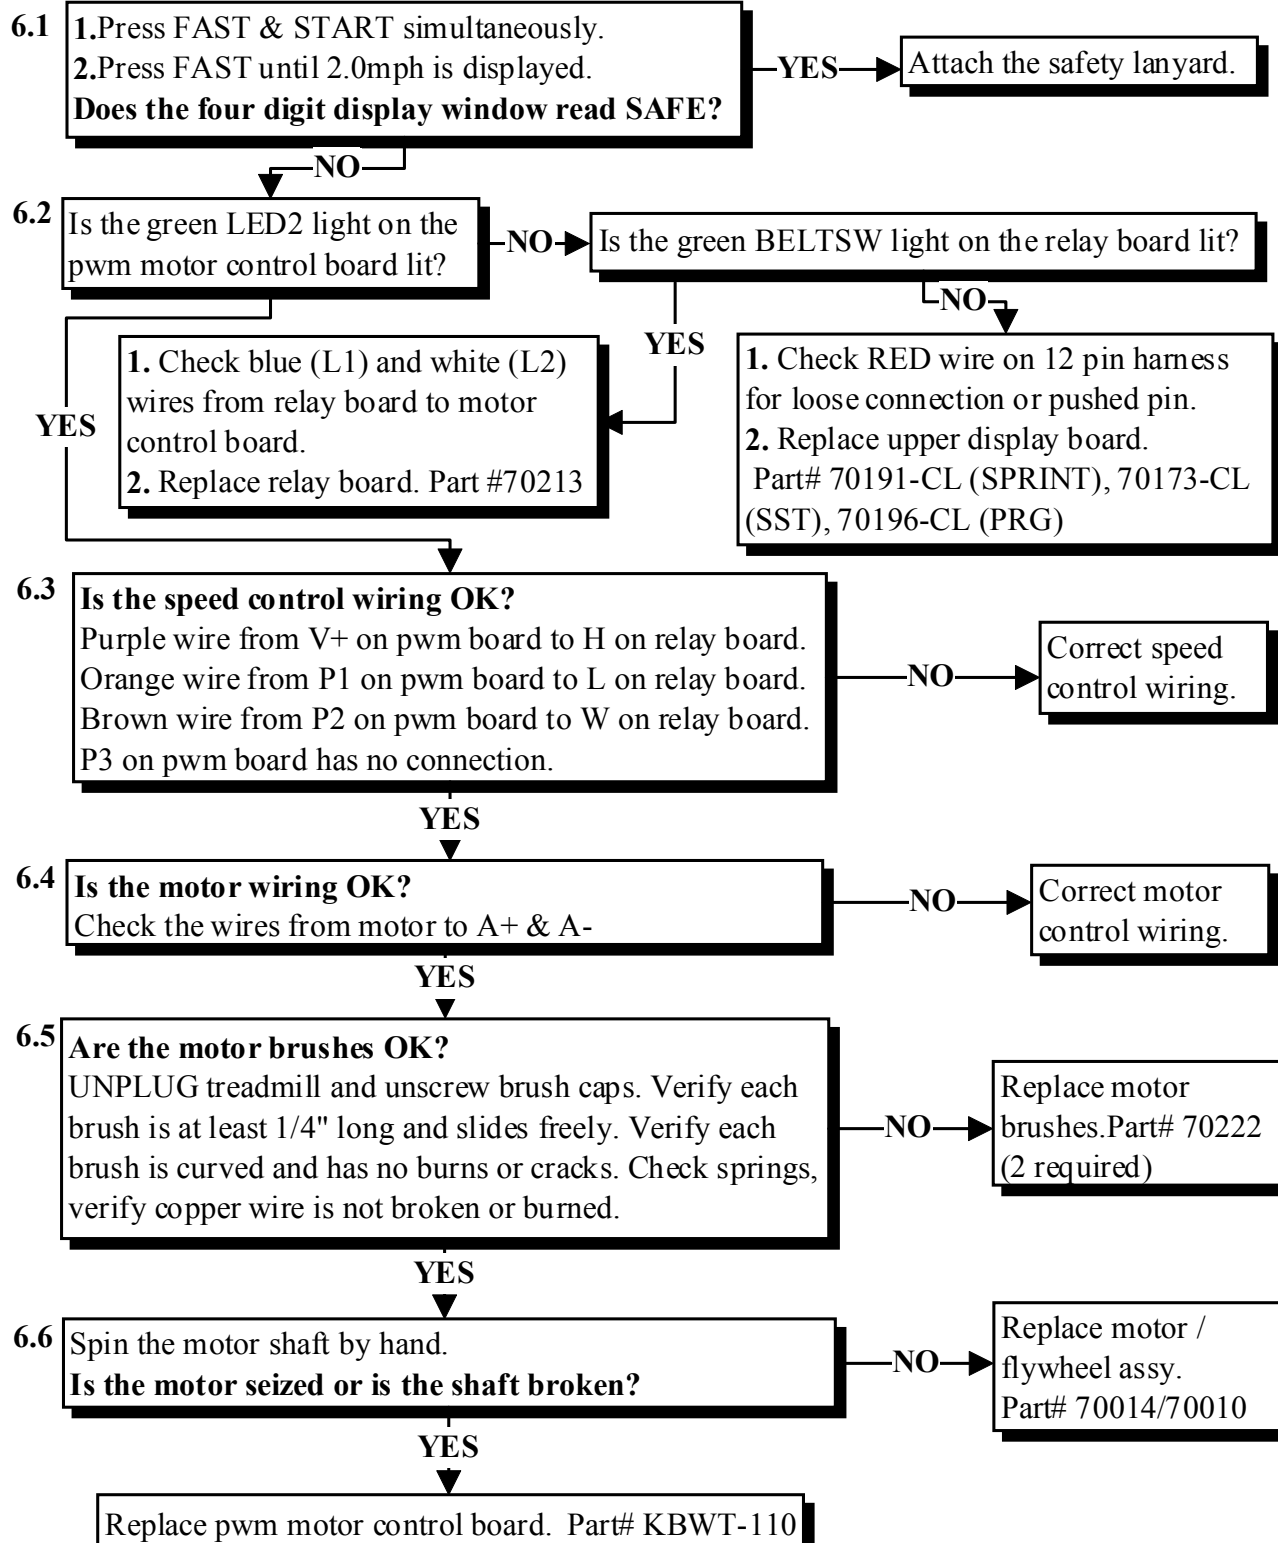 6.1
1.Press FAST & START simultaneously.
2.Press FAST until 2.0mph is displayed.
Does the four digit display window read SAFE?
YES
Attach the safety lanyard.
NO
6.2
Is the green LED2 light on the
pwm motor control board lit?
NO
Is the green BELTSW light on the relay board lit?
NO
YES
1. Check blue (L1) and white (L2)
wires from relay board to motor
control board.
2. Replace relay board. Part #70213
1. Check RED wire on 12 pin harness
for loose connection or pushed pin.
2. Replace upper display board.
Part# 70191-CL (SPRINT), 70173-CL
(SST), 70196-CL (PRG)
YES
6.3
Is the speed control wiring OK?
Purple wire from V+ on pwm board to H on relay board.
Orange wire from P1 on pwm board to L on relay board.
Brown wire from P2 on pwm board to W on relay board.
P3 on pwm board has no connection.
NO
Correct speed
control wiring.
YES
6.4
Is the motor wiring OK?
Check the wires from motor to A+ & A-
NO
Correct motor
control wiring.
YES
6.5
Are the motor brushes OK?
UNPLUG treadmill and unscrew brush caps. Verify each
brush is at least 1/4" long and slides freely. Verify each
brush is curved and has no burns or cracks. Check springs,
verify copper wire is not broken or burned.
NO
Replace motor
brushes.Part# 70222
(2 required)
YES
6.6
Spin the motor shaft by hand.
Is the motor seized or is the shaft broken?
NO
Replace motor /
flywheel assy.
Part# 70014/70010
YES
Replace pwm motor control board. Part# KBWT-110